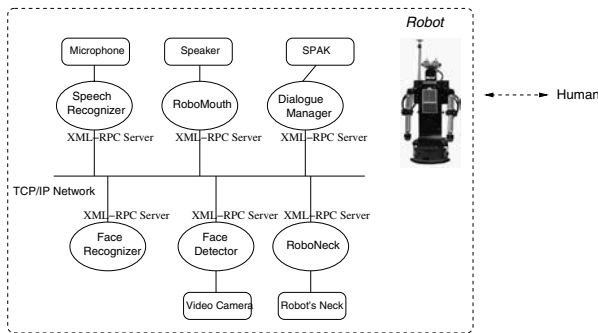 Robot
Microphone
Speaker
SPAK
Speech
Recognizer
RoboMouth
Dialogue
Manager
Human
XML-RPC Server
XML-RPC Server
XML-RPC Server
TCP/IP Network
XML-RPC Server
XML-RPC Server
XML-RPC Server
Face
Recognizer
Face
Detector
RoboNeck
Video Camera
Robot's Neck